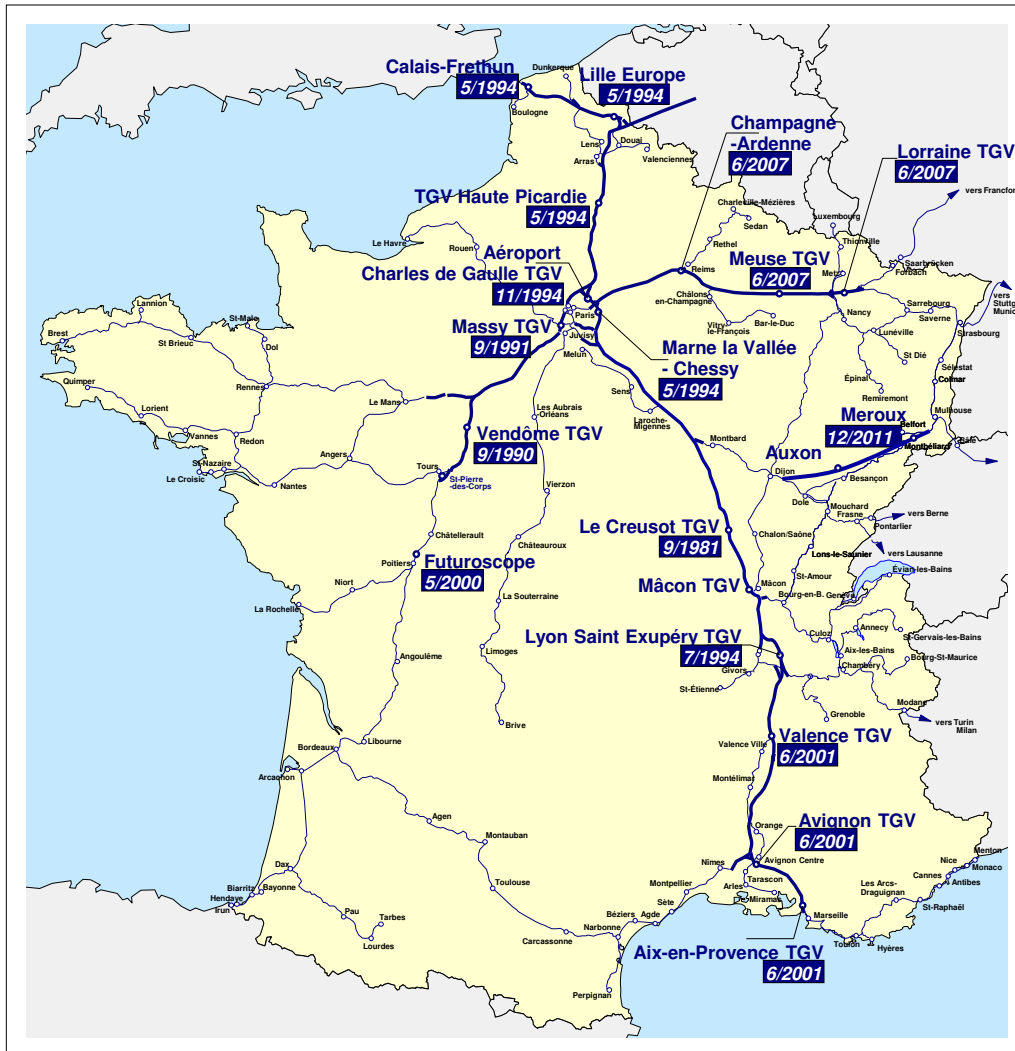 Calais-Frethun
5/1994
Dunkerque
Lille Europe
5/1994
Boulogne
Lens
Douai
Arras
Valenciennes
Champagne
-Ardenne
6/2007
Lorraine TGV
6/2007
vers Francfor
TGV Haute Picardie
5/1994
Charleville-Mézières
Sedan
Luxembourg
Le Havre
Rouen
Rethel
Thionville
Aéroport
Charles de Gaulle TGV
11/1994
Reims
Meuse TGV
6/2007
Metz
Saarbrücken
Forbach
vers
Stuttg
Munic
Châlons
en-Champagne
Lannion
St-Malo
Paris
Sarrebourg
Saverne
Nancy
Brest
St Brieuc
Dol
Massy TGV
9/1991
Juvisy
Melun
Vitry
le-François
Bar-le-Duc
Lunéville
Strasbourg
Marne la Vallée
- Chessy
5/1994
St Dié
Sélestat
Quimper
Rennes
Le Mans
Sens
Épinal
Remiremont
Colmar
Lorient
Vannes
Redon
Les Aubrais
-Orléans
Laroche-
Migennes
Mulhouse
Meroux
12/2011
Belfort
Montbéliard
Bâle
Vendôme TGV
9/1990
Montbard
Auxon
St-Nazaire
Le Croisic
Angers
Tours
St-Pierre
-des-Corps
Dijon
Besançon
Nantes
Vierzon
Dole
Mouchard
Frasne
vers Berne
Pontarlier
Châtellerault
Le Creusot TGV
9/1981
Chalon/Saône
Châteauroux
Lons-le-Saunier
vers Lausanne
Évian-les-Bains
Futuroscope
5/2000
Poitiers
Niort
Mâcon TGV
Mâcon
St-Amour
Bourg-en-B.
Genève
La Rochelle
La Souterraine
Annecy
Culoz
St-Gervais-les-Bains
Lyon Saint Exupéry TGV
7/1994
Aix-les-Bains
Bourg-St-Maurice
Chambéry
Angoulême
Limoges
Givors
St-Étienne
Modane
Grenoble
vers Turin
Milan
Brive
Libourne
Bordeaux
Valence TGV
6/2001
Valence Ville
Arcachon
Montélimar
Agen
Orange
Avignon TGV
6/2001
Montauban
Avignon Centre
Menton
Nice
Monaco
Dax
Nimes
Tarascon
Cannes
Antibes
Biarritz
Bayonne
Hendaye
Irun
Toulouse
Montpellier
Arles
De-Miramas
Les Arcs-
Draguignan
St-Raphaël
Sète
Pau
Tarbes
Béziers
Agde
Narbonne
Marseille
Lourdes
Carcassonne
Toulon
Hyères
Aix-en-Provence TGV
6/2001
Perpignan